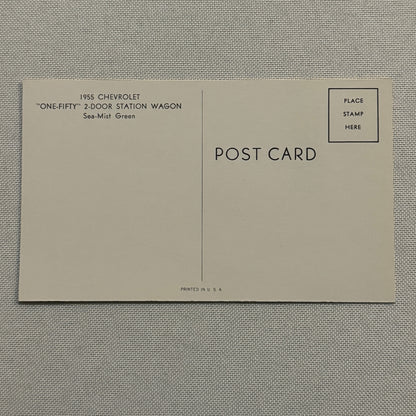 1955 CHEVROLET
"ONE-FIFTY" 2-DOOR STATION WAGON
Sea-Mist Green
PLACE
STAMP
HERE
POST CARD
PRINTED IN U. S. A.